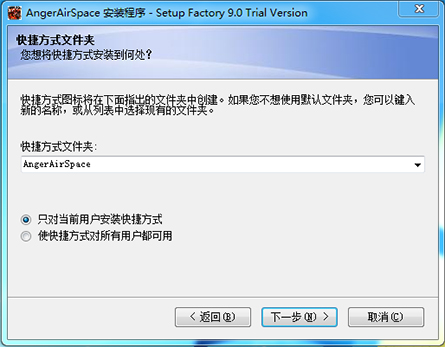 AngerAirSpace 安装程序 - Setup Factory 9.0 Trial Version
快捷方式文件夹
您想将快捷方式安装到何处?
快捷方式图标将在下面指出的文件夹中创建。如果您不想使用默认文件夹，您可以键入
新的名称，或从列表中选择现有的文件夹。
快捷方式文件夹:
AngerAirSpace
只对当前用户安装快捷方式
使快捷方式对所有用户都可用
< 返回(B)
下一步(N) >
取消(C)